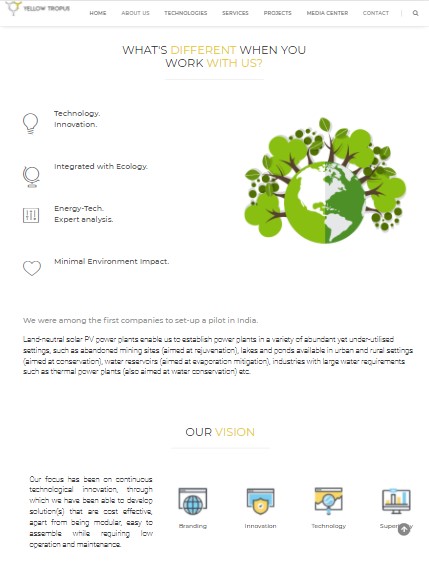 YELLOW TROPUS
HOME ABOUT US TECHNOLOGIES SERVICES PROJECTS MEDIA CENTER CONTACT
WHAT'S DIFFERENT WHEN YOU
WORK WITH US?
Technology.
Innovation.
Integrated with Ecology.
Energy-Tech.
Expert analysis.
Minimal Environment Impact.
We were among the first companies to set-up a pilot in India.
Land-neutral solar PV power plants enable us to establish power plants in a variety of abundant yet under-utilised
settings, such as abandoned mining sites (aimed at rejuvenation), lakes and ponds available in urban and rural settings
(aimed at conservation), water reservoirs (aimed at evaporation mitigation), industries with large water requirements
such as thermal power plants (also aimed at water conservation) etc.
OUR VISION
Our focus has been on continuous
technological innovation, through
which we have been able to develop
solution(s) that are cost effective,
apart from being modular, easy to
assemble while requiring low
operation and maintenance.
Branding Innovation Technology